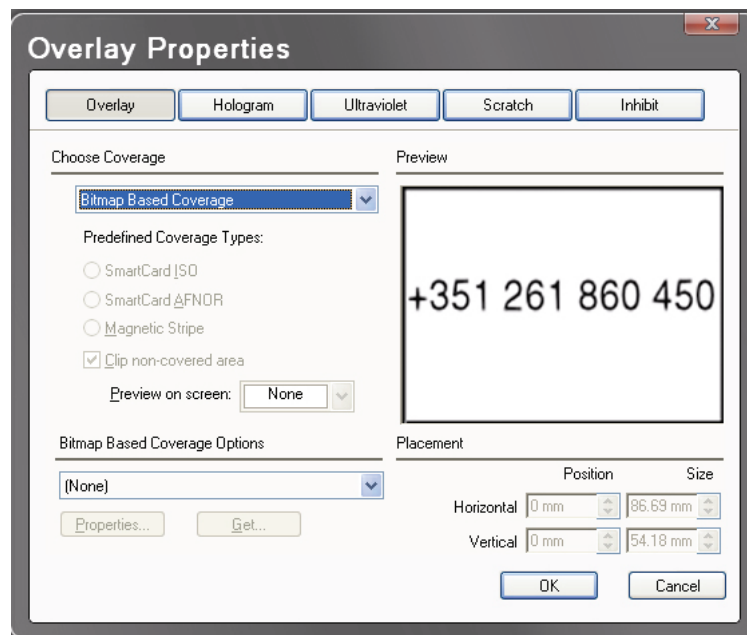 Overlay Properties
Overlay Hologram Ultraviolet Scratch Inhibit
Choose Coverage
Bitmap Based Coverage
Predefined Coverage Types:
SmartCard ISO
SmartCard AFNOR
Magnetic Stripe
Clip non-covered area
Preview on screen: None
Bitmap Based Coverage Options
(None)
Properties... Get...
Preview
+351 261 860 450
Placement
Position Size
Horizontal 0 mm 86.69 mm
Vertical 0 mm 54.18 mm
OK Cancel